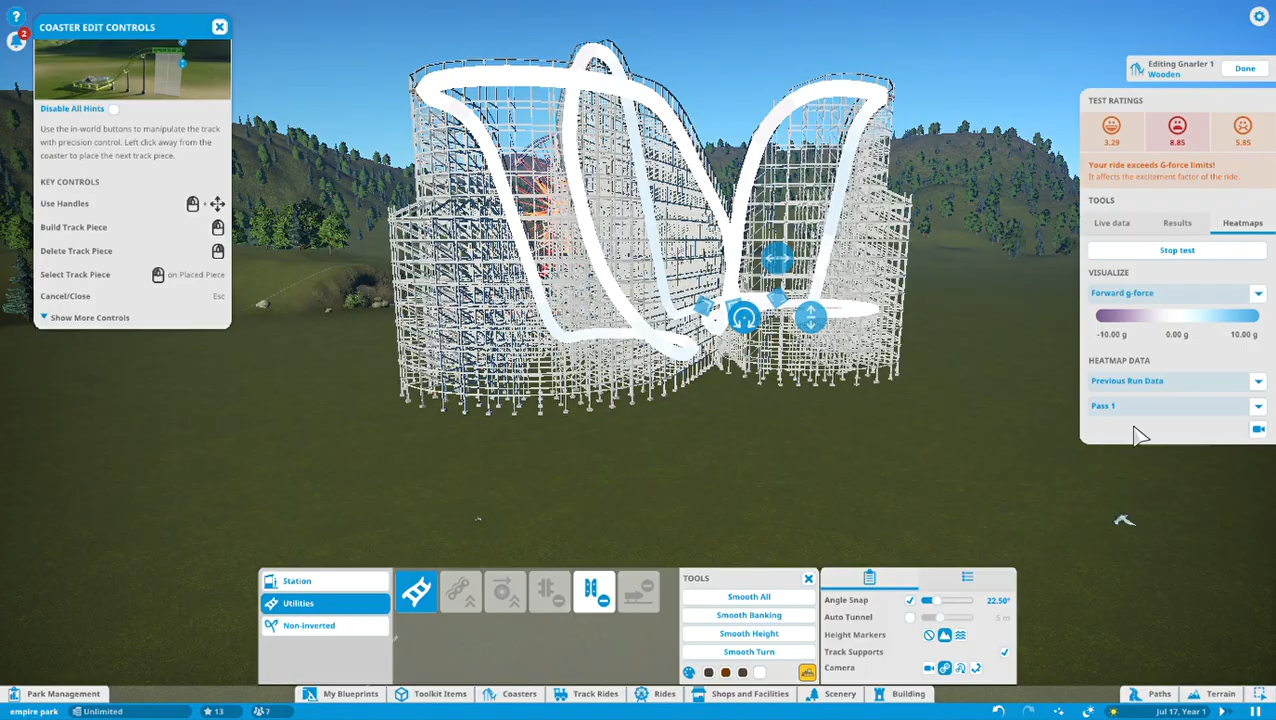 ?
2
COASTER EDIT CONTROLS
Disable All Hints
Use the in-world buttons to manipulate the track
with precision control. Left click away from the
coaster to place the next track piece.
KEY CONTROLS
Use Handles
+
Build Track Piece
Delete Track Piece
Select Track Piece
on Placed Piece
Cancel/Close
Esc
Show More Controls
Editing Gnarler 1
Wooden
Done
TEST RATINGS
3.29
8.85
5.85
Your ride exceeds G-force limits!
It affects the excitement factor of the ride.
TOOLS
Live data
Results
Heatmaps
Stop test
VISUALIZE
Forward g-force
-10.00 g
0.00 g
10.00 g
HEATMAP DATA
Previous Run Data
Pass 1
Station
Utilities
Non-inverted
TOOLS
Smooth All
Smooth Banking
Smooth Height
Smooth Turn
Angle Snap
22.50°
Auto Tunnel
5 m
Height Markers
Track Supports
Camera
Park Management
My Blueprints
Toolkit Items
Coasters
Track Rides
Rides
Shops and Facilities
Scenery
Building
Paths
Terrain
empire park
Unlimited
13
7
Jul 17, Year 1